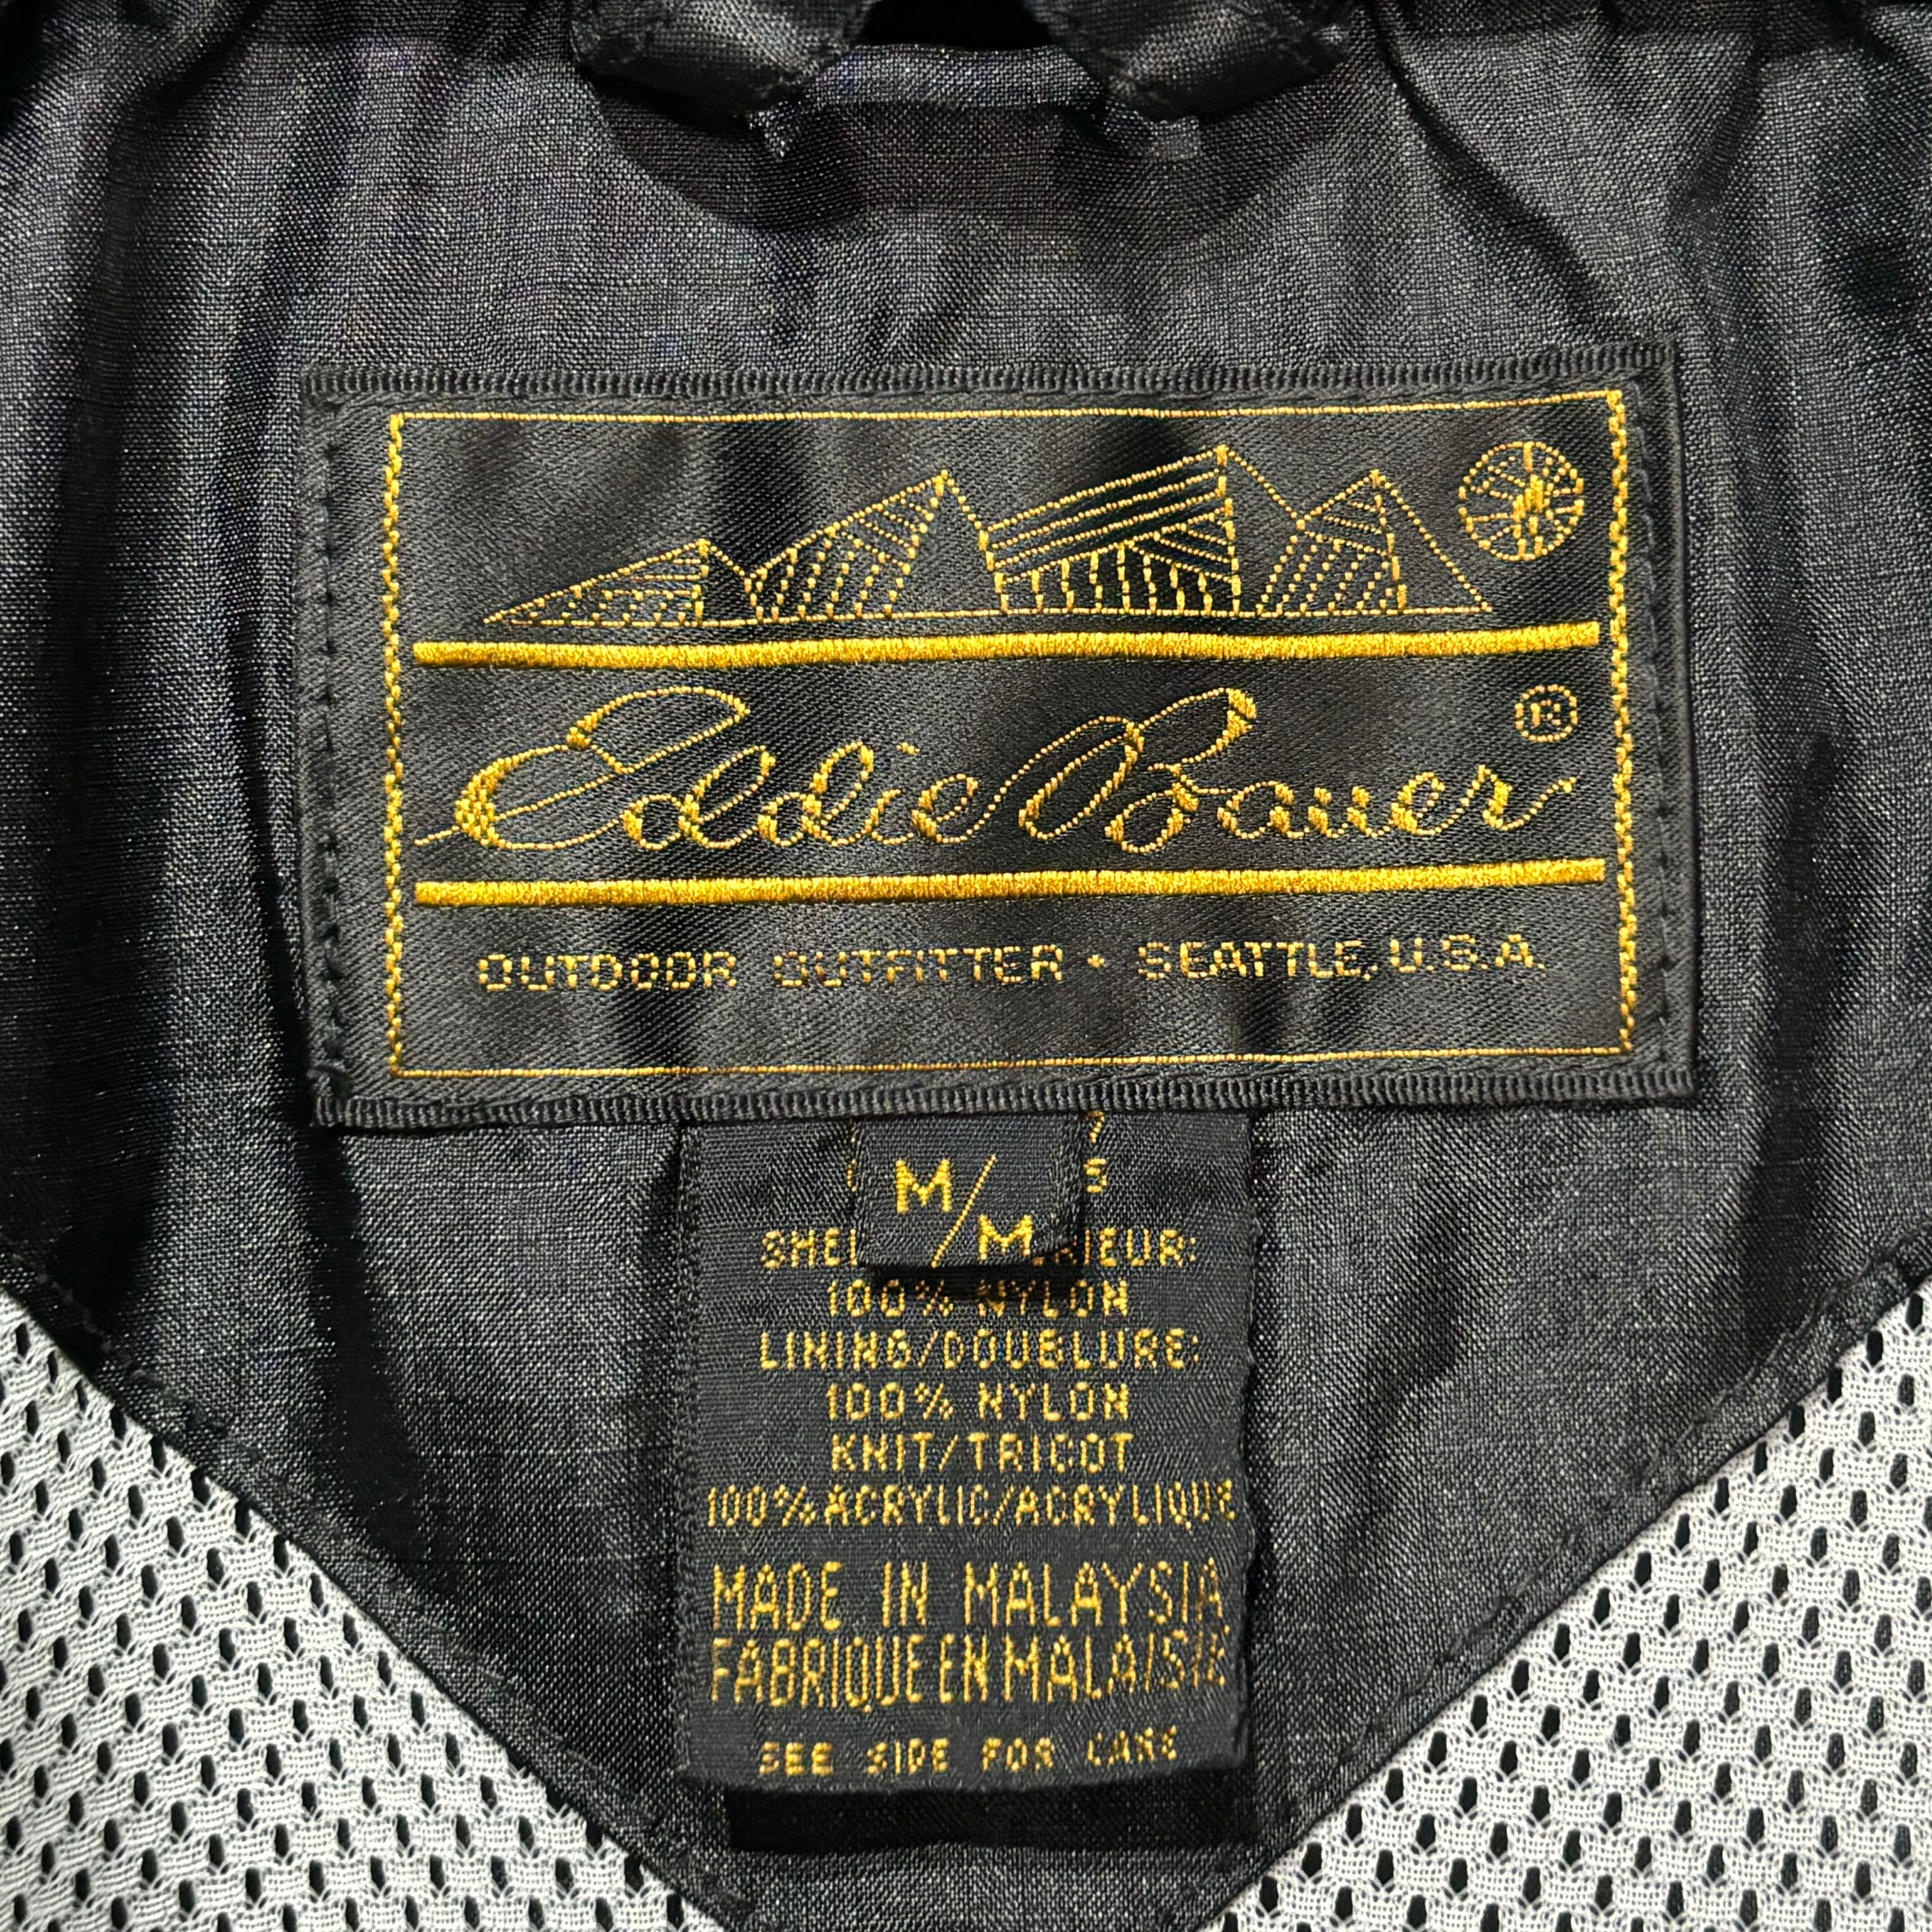 Eddie Bauer ®
OUTDOOR OUTFITTER • SEATTLE, U.S.A.
M/M
100% NYLON
LINING/DOUBLURE:
100% NYLON
KNIT/TRICOT
100% ACRYLIC/ACRYLIQUE
MADE IN MALAYSIA
FABRIQUE EN MALAISIE
SEE SIDE FOR CARE